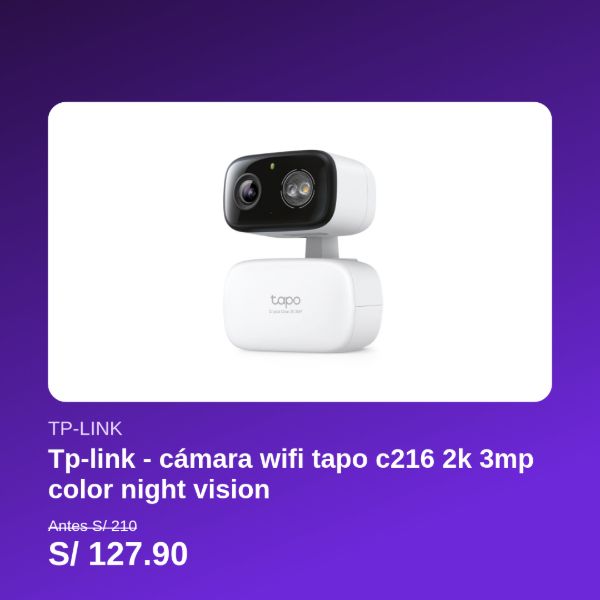 tapo
TP-LINK
Tp-link - cámara wifi tapo c216 2k 3mp
color night vision
Antes S/ 210
S/ 127.90